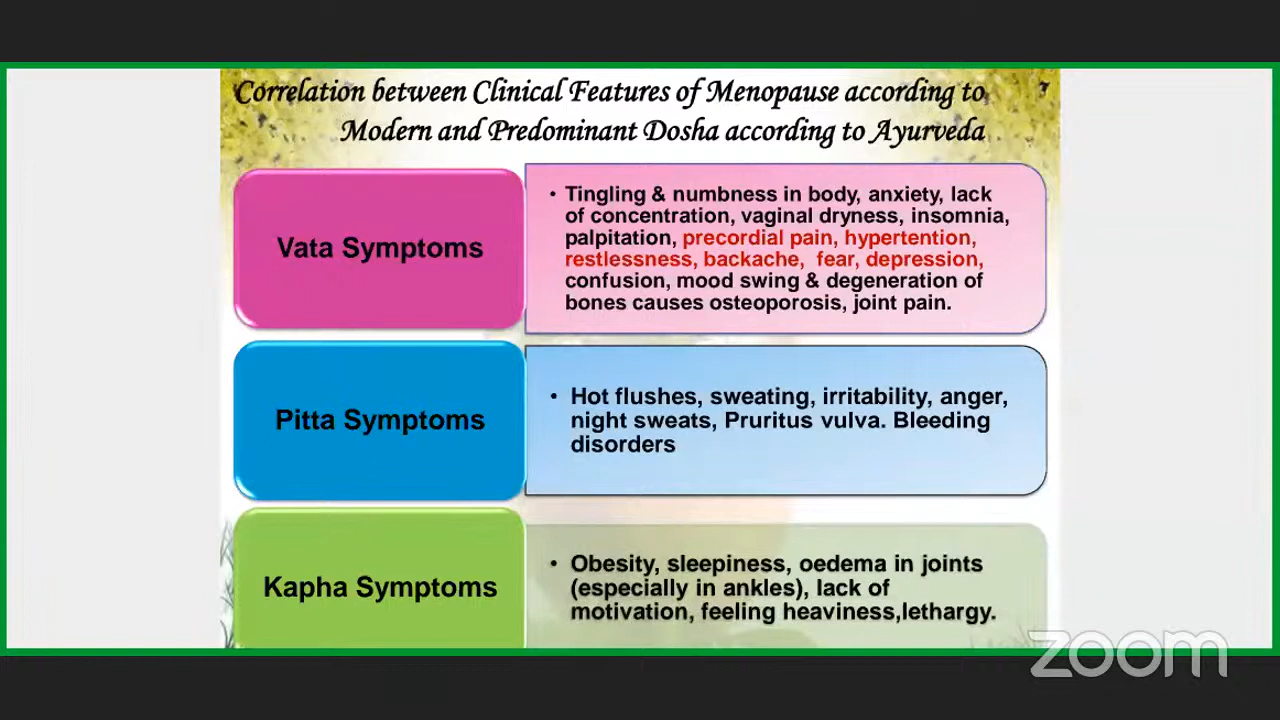 Correlation between Clinical Features of Menopause according to
Modern and Predominant Dosha according to Ayurveda
Vata Symptoms
• Tingling & numbness in body, anxiety, lack
of concentration, vaginal dryness, insomnia,
palpitation, precordial pain, hypertention,
restlessness, backache, fear, depression,
confusion, mood swing & degeneration of
bones causes osteoporosis, joint pain.
Pitta Symptoms
• Hot flushes, sweating, irritability, anger,
night sweats, Pruritus vulva. Bleeding
disorders
Kapha Symptoms
• Obesity, sleepiness, oedema in joints
(especially in ankles), lack of
motivation, feeling heaviness,lethargy.
zoom